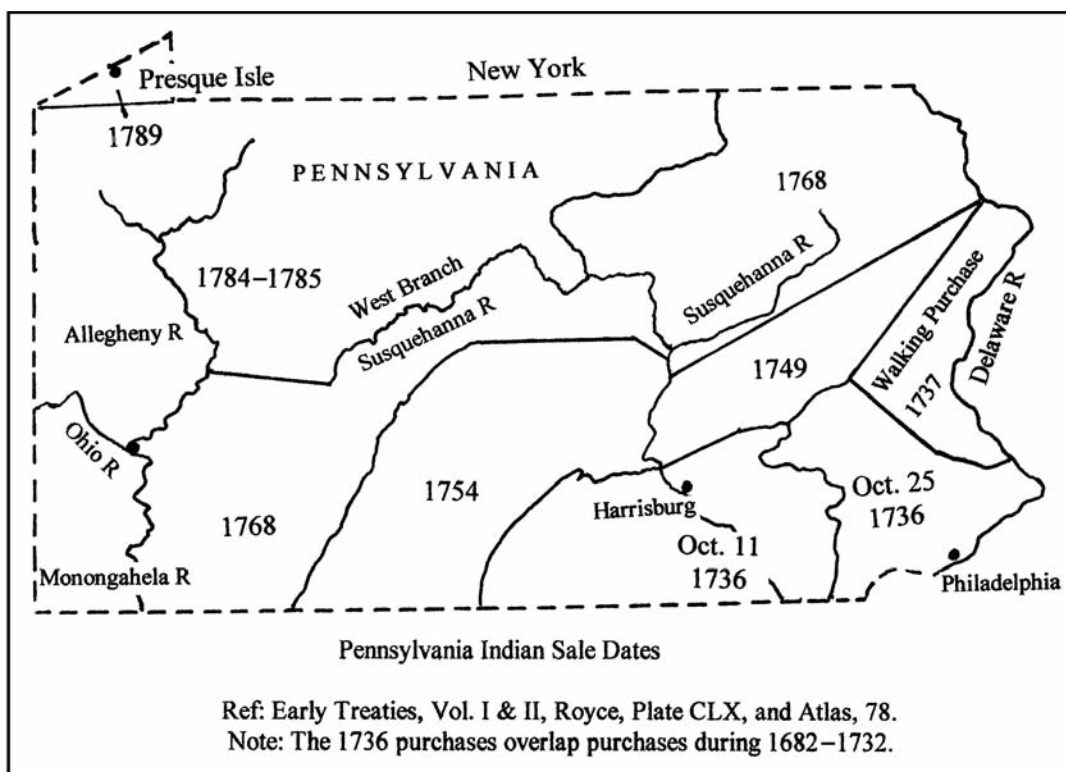 New York
Presque Isle
1789
PENNSYLVANIA
1768
1784–1785
West Branch
Susquehanna R
Susquehanna R
Walking Purchase
1737
Delaware R
Allegheny R
1749
Ohio R
1754
Harrisburg
Oct. 25
1736
1768
Oct. 11
1736
Monongahela R
Philadelphia
Pennsylvania Indian Sale Dates
Ref: Early Treaties, Vol. I & II, Royce, Plate CLX, and Atlas, 78.
Note: The 1736 purchases overlap purchases during 1682–1732.